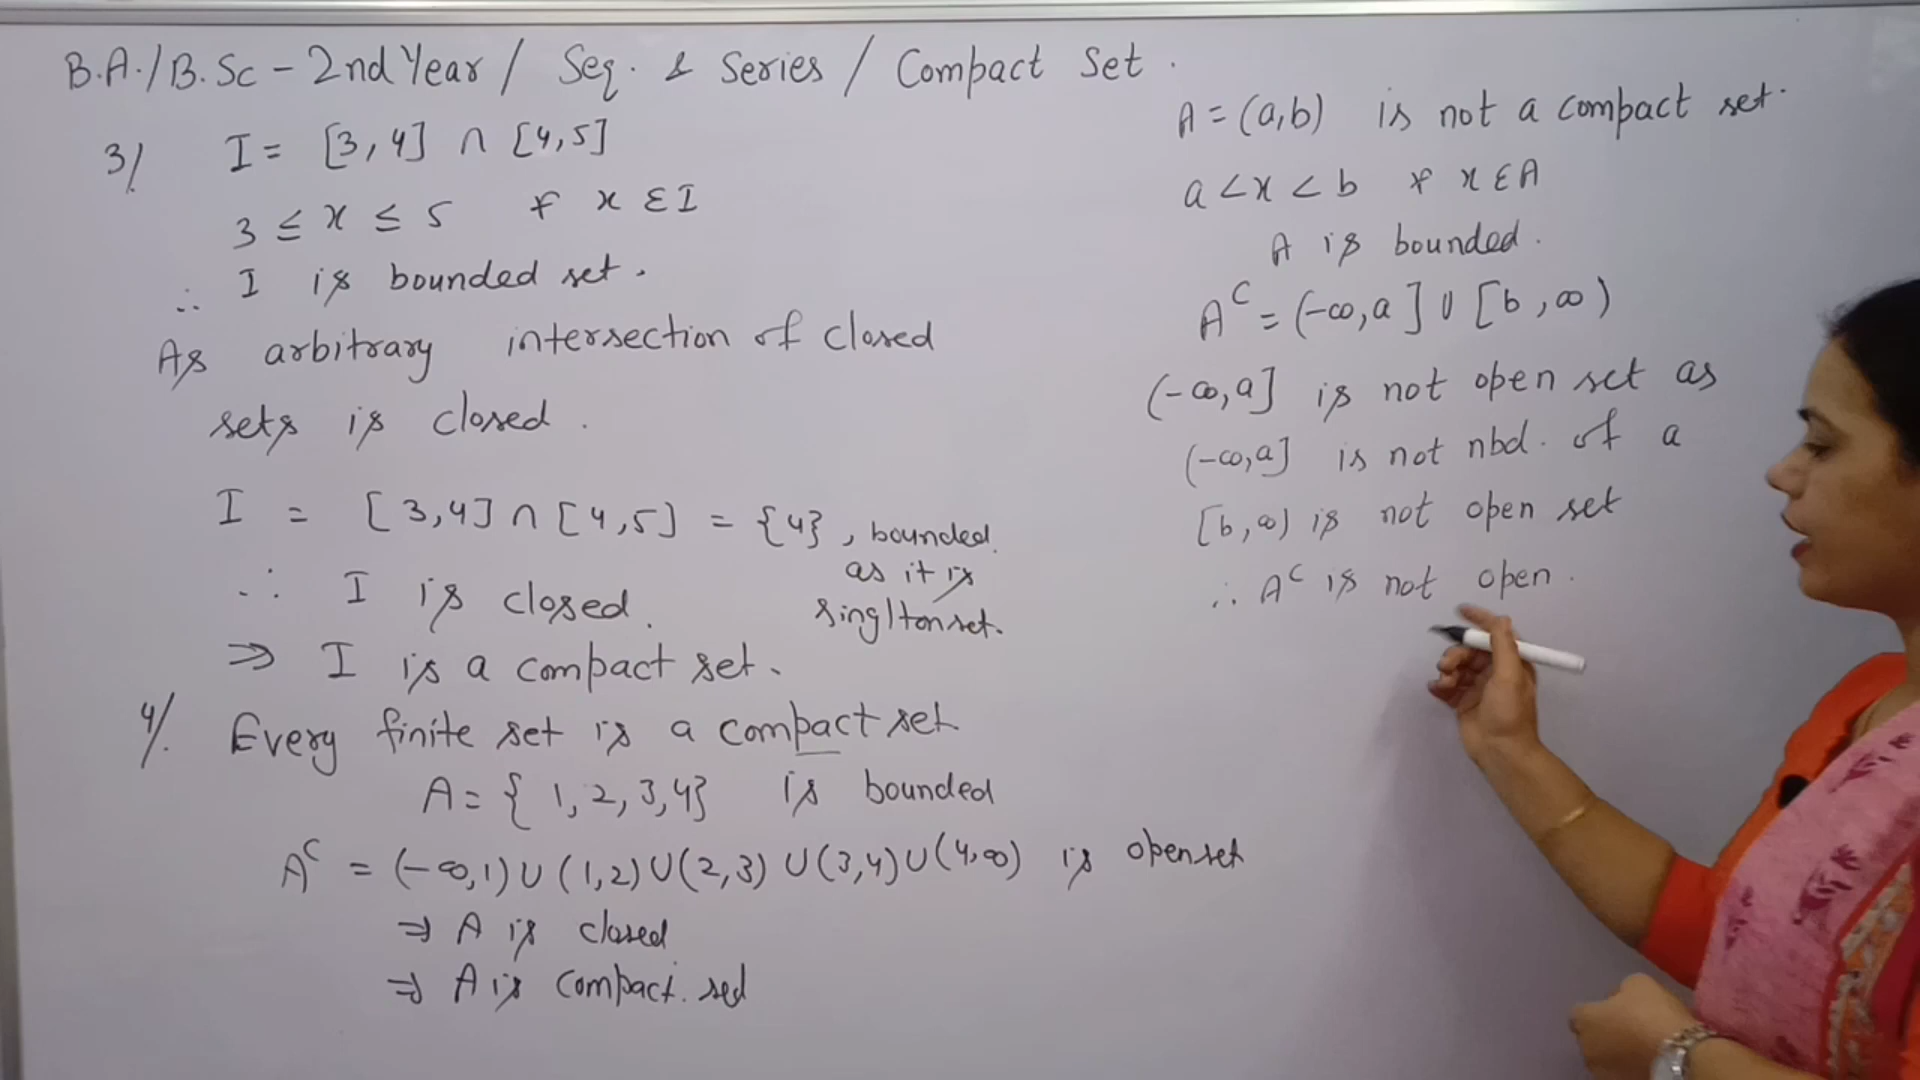 B.A./B.Sc - 2nd Year / Seq. & Series / Compact Set.
3/ I = [3,4] ∩ [4,5]
3 ≤ x ≤ 5 ∀ x ∈ I
∴ I is bounded set.
As arbitrary intersection of closed
sets is closed.
I = [3,4] ∩ [4,5] = {4}, bounded.
as it is
singltonset.
∴ I is closed.
⇒ I is a compact set.
4/. Every finite set is a compact set
A = { 1, 2, 3, 4} is bounded
Aᶜ = (-∞,1) ∪ (1,2) ∪ (2,3) ∪ (3,4) ∪ (4,∞) is open set
⇒ A is closed
⇒ A is compact. set
A = (a,b) is not a compact set.
a < x < b ∀ x ∈ A
A is bounded.
Aᶜ = (-∞,a] ∪ [b,∞)
(-∞,a] is not open set as
(-∞,a] is not nbd. of a
[b,∞) is not open set
∴ Aᶜ is not open.